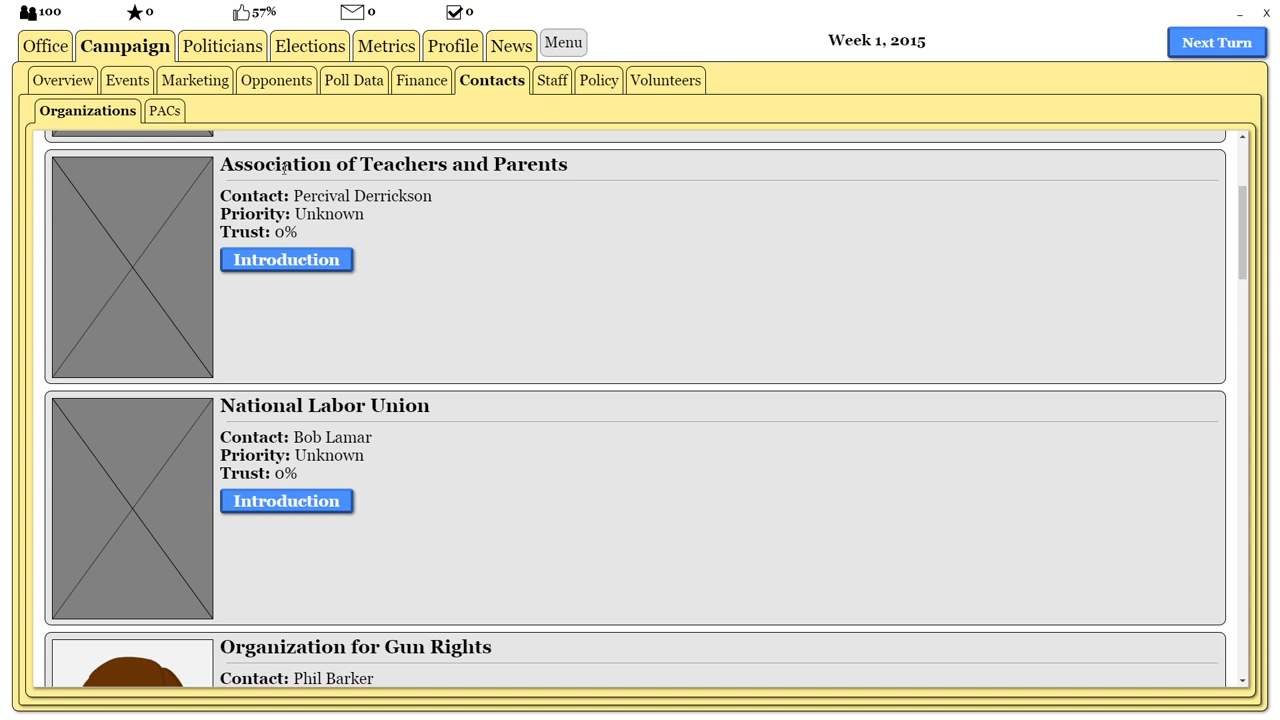 100 0 57% 0 0 _ X
Office Campaign Politicians Elections Metrics Profile News Menu Week 1, 2015 Next Turn
Overview Events Marketing Opponents Poll Data Finance Contacts Staff Policy Volunteers
Organizations PACs
Association of Teachers and Parents
Contact: Percival Derrickson
Priority: Unknown
Trust: 0%
Introduction
National Labor Union
Contact: Bob Lamar
Priority: Unknown
Trust: 0%
Introduction
Organization for Gun Rights
Contact: Phil Barker